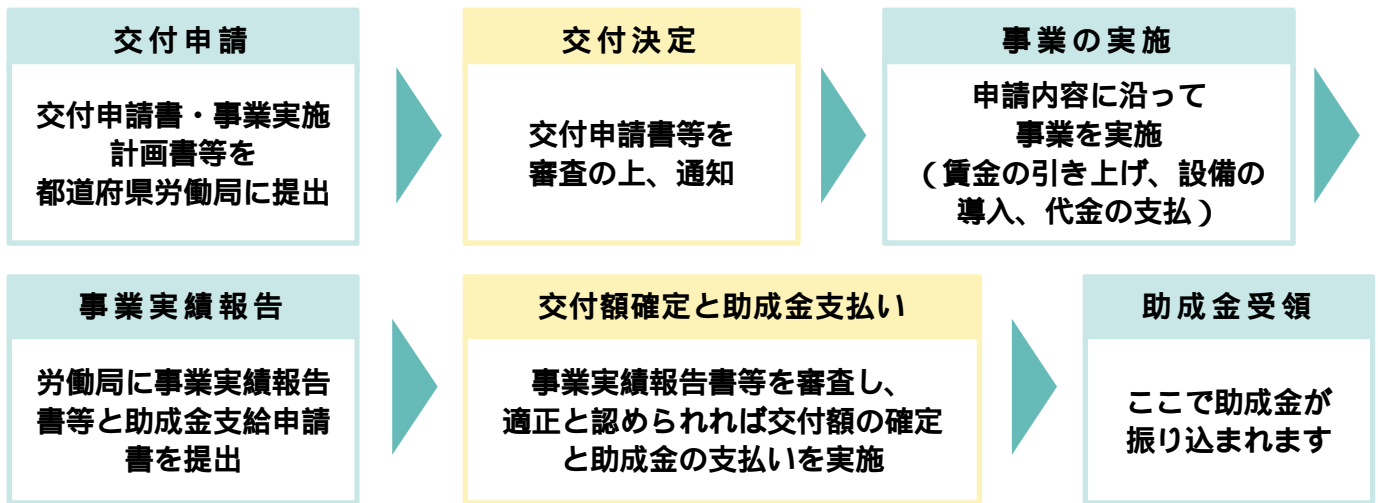 交付申請
交付申請書・事業実施
計画書等を
都道府県労働局に提出
交付決定
交付申請書等を
審査の上、通知
事業の実施
申請内容に沿って
事業を実施
（賃金の引き上げ、設備の
導入、代金の支払）
事業実績報告
労働局に事業実績報告
書等と助成金支給申請
書を提出
交付額確定と助成金支払い
事業実績報告書等を審査し、
適正と認められれば交付額の確定
と助成金の支払いを実施
助成金受領
ここで助成金が
振り込まれます